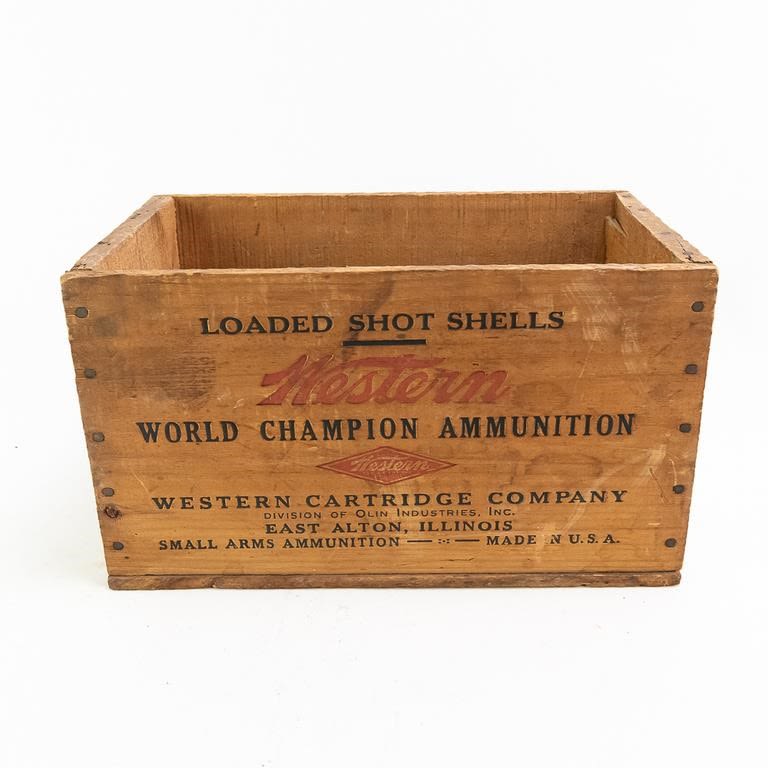 LOADED SHOT SHELLS
Western
WORLD CHAMPION AMMUNITION
Western
WESTERN CARTRIDGE COMPANY
DIVISION OF OLIN INDUSTRIES, INC.
EAST ALTON, ILLINOIS
SMALL ARMS AMMUNITION — — MADE N U.S.A.